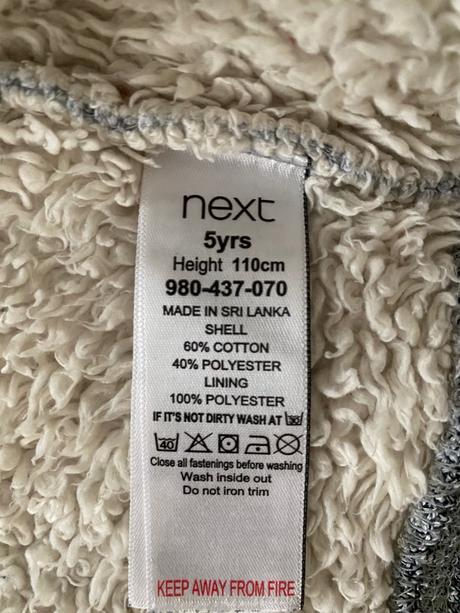 next
5yrs
Height 110cm
980-437-070
MADE IN SRI LANKA
SHELL
60% COTTON
40% POLYESTER
LINING
100% POLYESTER
IF IT'S NOT DIRTY WASH AT 30
40
Close all fastenings before washing
Wash inside out
Do not iron trim
KEEP AWAY FROM FIRE